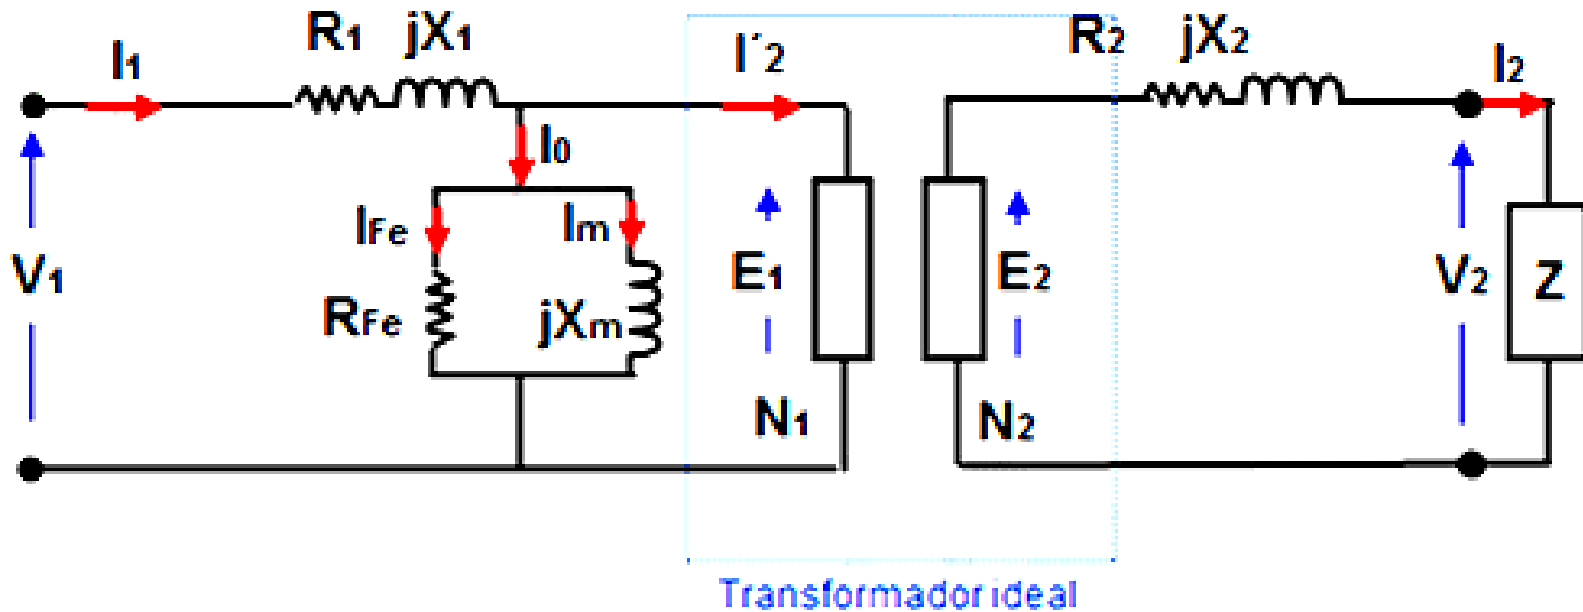 R1 jX1
I1
I´2
R2 jX2
I2
I0
IFe
Im
V1
RFe
jXm
E1
E2
V2
Z
N1
N2
Transformador ideal